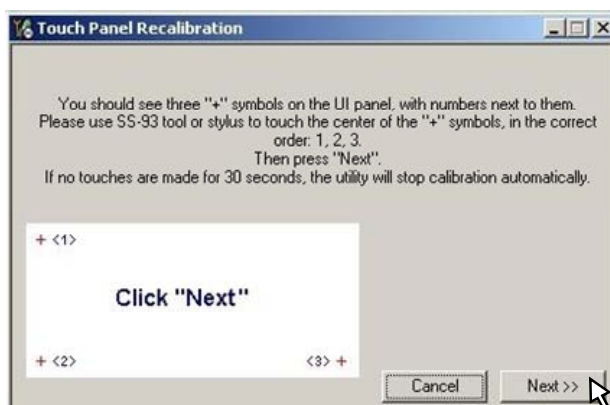 Touch Panel Recalibration
You should see three "+" symbols on the UI panel, with numbers next to them.
Please use SS-93 tool or stylus to touch the center of the "+" symbols, in the correct
order: 1, 2, 3.
Then press "Next".
If no touches are made for 30 seconds, the utility will stop calibration automatically.
+ <1>
Click "Next"
+ <2> <3> +
Cancel Next >>